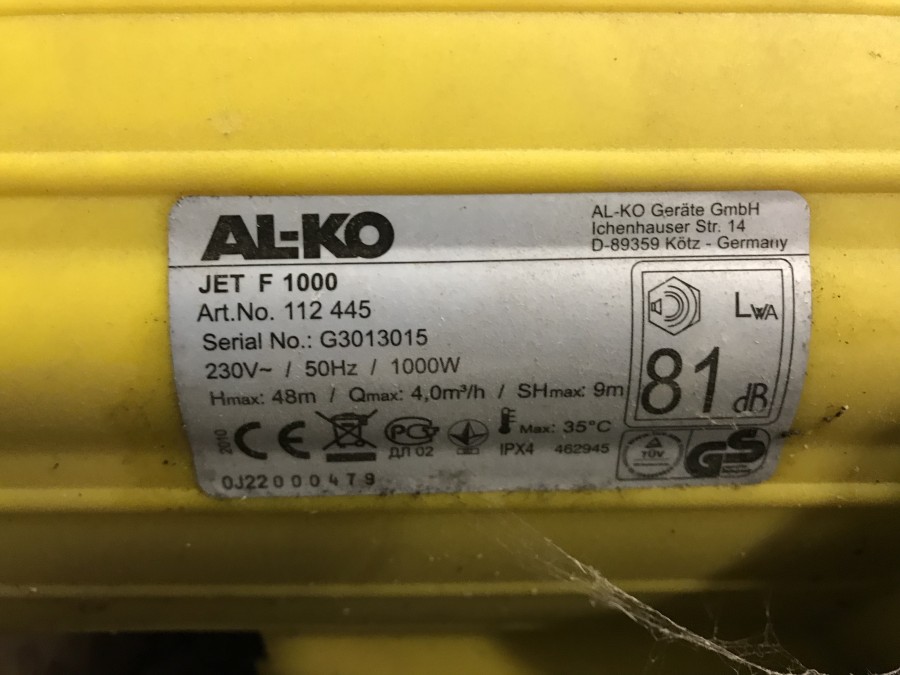 AL-KO
AL-KO Geräte GmbH
Ichenhauser Str. 14
D-89359 Kötz - Germany
JET F 1000
Art.No. 112 445
Serial No.: G3013015
230V~ / 50Hz / 1000W
Hmax: 48m / Qmax: 4,0m³/h / SHmax: 9m
LWA
81 dB
2010
CE
РСТ
ДЛ 02
Max: 35°C
IPX4 462945
TÜV
GS
0J22000479